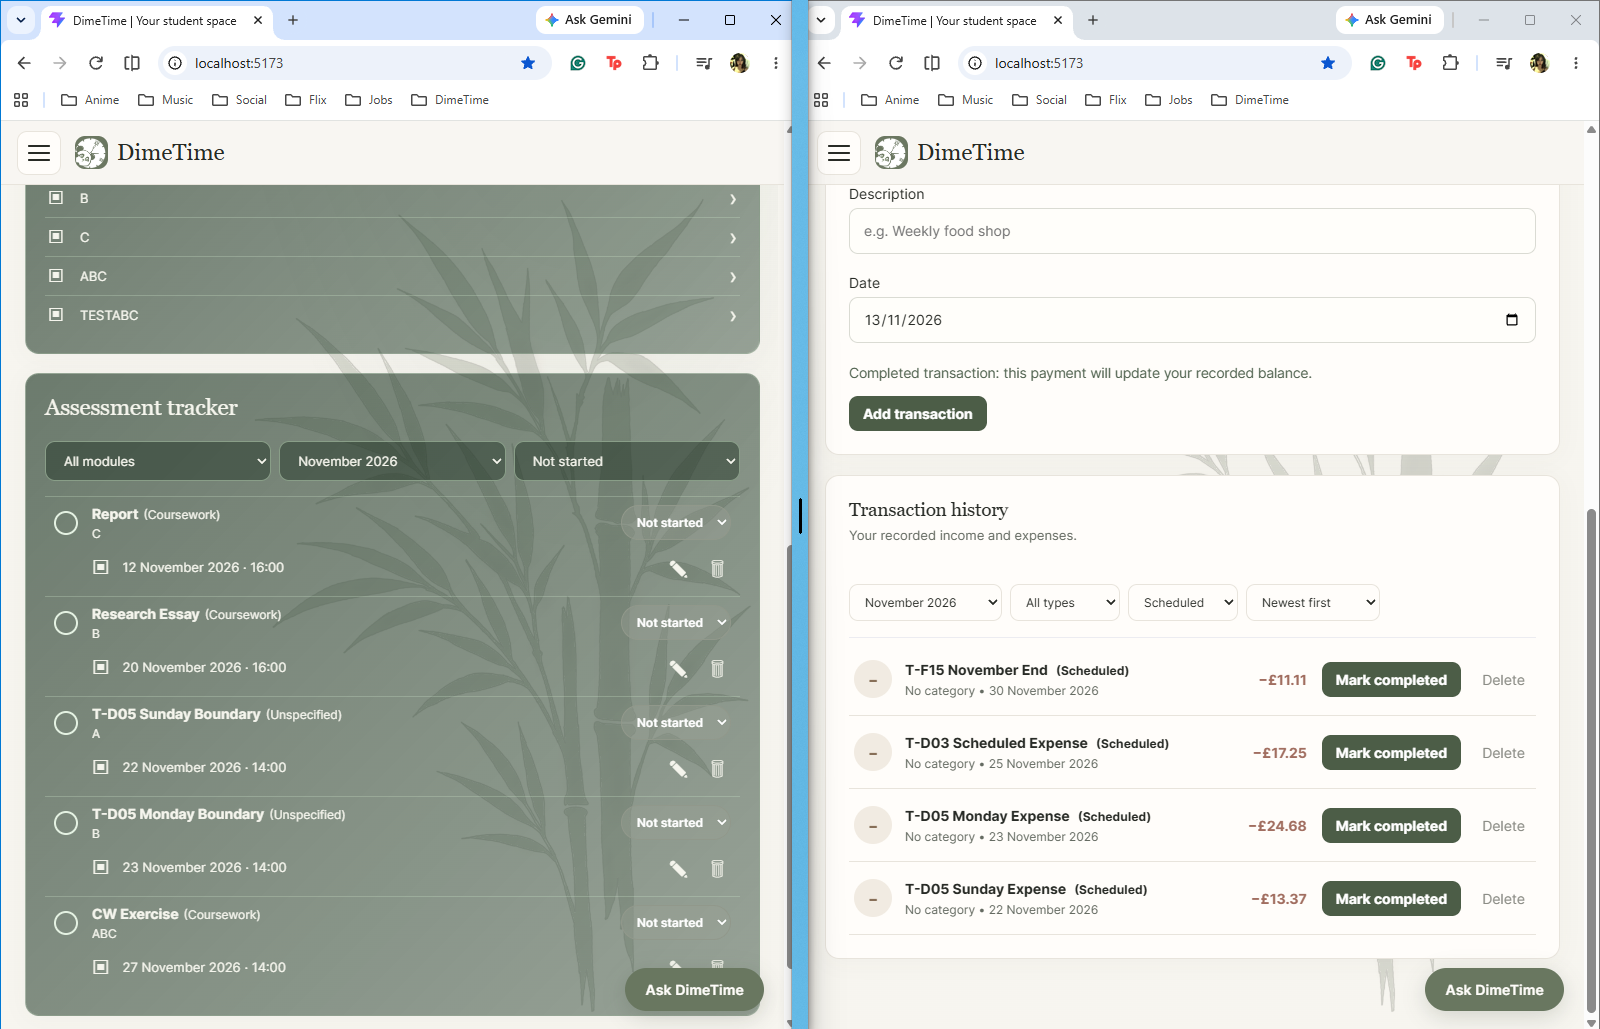 DimeTime | Your student space
Ask Gemini
localhost:5173
Anime
Music
Social
Flix
Jobs
DimeTime
DimeTime
B
C
ABC
TESTABC
Assessment tracker
All modules
November 2026
Not started
Report (Coursework)
Not started
C
12 November 2026 · 16:00
Research Essay (Coursework)
Not started
B
20 November 2026 · 16:00
T-D05 Sunday Boundary (Unspecified)
Not started
A
22 November 2026 · 14:00
T-D05 Monday Boundary (Unspecified)
Not started
B
23 November 2026 · 14:00
CW Exercise (Coursework)
Not started
ABC
27 November 2026 · 14:00
Ask DimeTime
DimeTime | Your student space
Ask Gemini
localhost:5173
Anime
Music
Social
Flix
Jobs
DimeTime
DimeTime
Description
e.g. Weekly food shop
Date
13/11/2026
Completed transaction: this payment will update your recorded balance.
Add transaction
Transaction history
Your recorded income and expenses.
November 2026
All types
Scheduled
Newest first
T-F15 November End (Scheduled)
No category • 30 November 2026
−£11.11
Mark completed
Delete
T-D03 Scheduled Expense (Scheduled)
No category • 25 November 2026
−£17.25
Mark completed
Delete
T-D05 Monday Expense (Scheduled)
No category • 23 November 2026
−£24.68
Mark completed
Delete
T-D05 Sunday Expense (Scheduled)
No category • 22 November 2026
−£13.37
Mark completed
Delete
Ask DimeTime